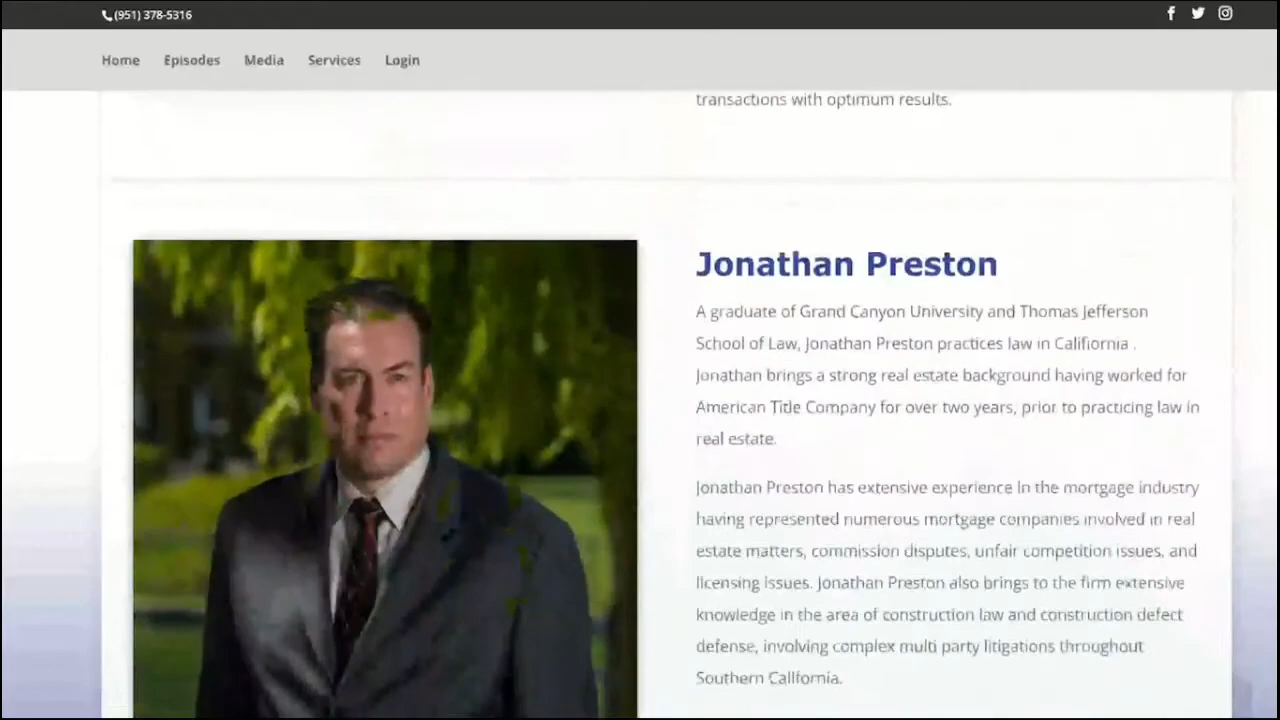 (951) 378-5316
Home Episodes Media Services Login
transactions with optimum results.
Jonathan Preston
A graduate of Grand Canyon University and Thomas Jefferson
School of Law, Jonathan Preston practices law in Califiornia .
Jonathan brings a strong real estate background having worked for
American Title Company for over two years, prior to practicing law in
real estate.
Jonathan Preston has extensive experience in the mortgage industry
having represented numerous mortgage companies involved in real
estate matters, commission disputes, unfair competition issues, and
licensing issues. Jonathan Preston also brings to the firm extensive
knowledge in the area of construction law and construction defect
defense, involving complex multi party litigations throughout
Southern California.